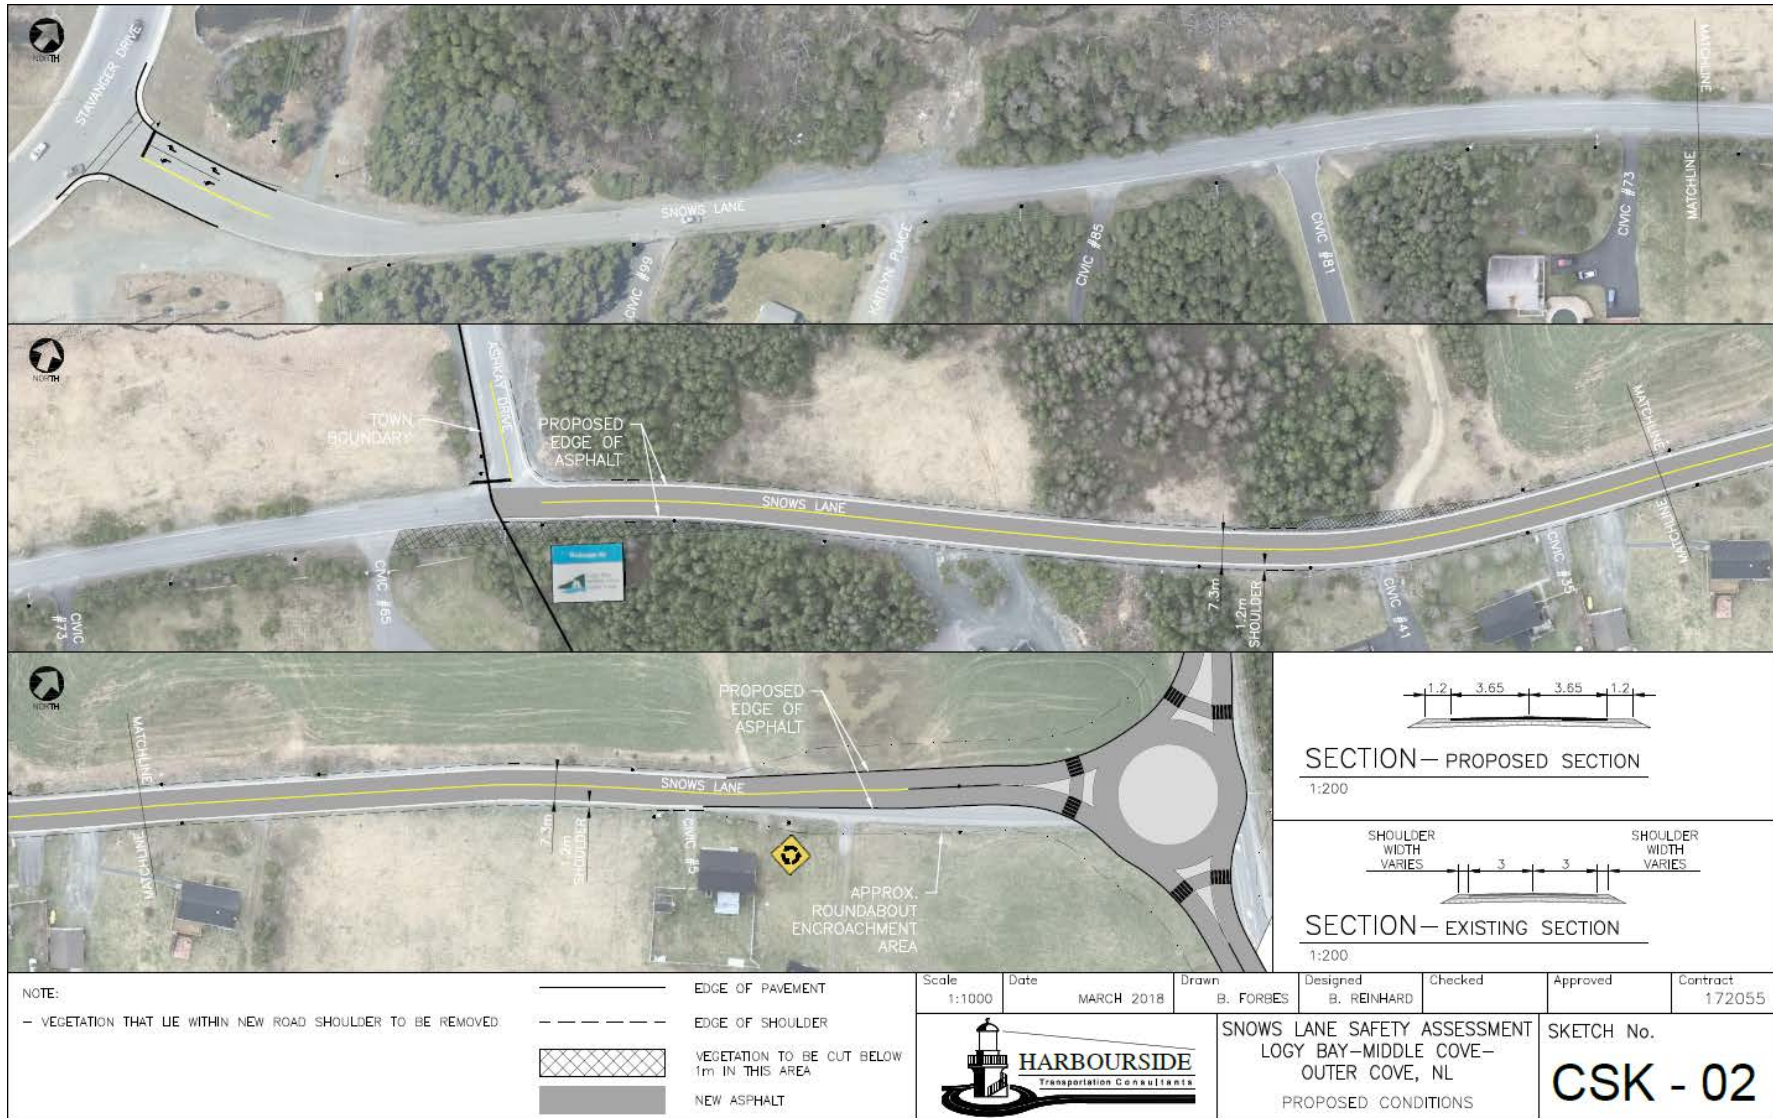 NORTH
STAVANGER DRIVE
SNOWS LANE
CIVIC #99
KAITLYN PLACE
CIVIC #85
CIVIC #81
CIVIC #73
MATCHLINE
MATCHLINE
NORTH
TOWN
BOUNDARY
ASHKAY DRIVE
PROPOSED
EDGE OF
ASPHALT
SNOWS LANE
CIVIC
#73
CIVIC #65
7.3m
1.2m
SHOULDER
CIVIC #41
CIVIC #35
MATCHLINE
MATCHLINE
NORTH
MATCHLINE
MATCHLINE
PROPOSED
EDGE OF
ASPHALT
SNOWS LANE
7.3m
1.2m
SHOULDER
CIVIC #5
APPROX.
ROUNDABOUT
ENCROACHMENT
AREA
1.2 3.65 3.65 1.2
SECTION — PROPOSED SECTION
1:200
SHOULDER
WIDTH
VARIES
3 3
SHOULDER
WIDTH
VARIES
SECTION — EXISTING SECTION
1:200
NOTE:
– VEGETATION THAT LIE WITHIN NEW ROAD SHOULDER TO BE REMOVED
EDGE OF PAVEMENT
EDGE OF SHOULDER
VEGETATION TO BE CUT BELOW
1m IN THIS AREA
NEW ASPHALT
Scale
1:1000
Date
MARCH 2018
Drawn
B. FORBES
Designed
B. REINHARD
Checked
Approved
Contract
172055
HARBOURSIDE
Transportation Consultants
SNOWS LANE SAFETY ASSESSMENT
LOGY BAY–MIDDLE COVE–
OUTER COVE, NL
PROPOSED CONDITIONS
SKETCH No.
CSK - 02